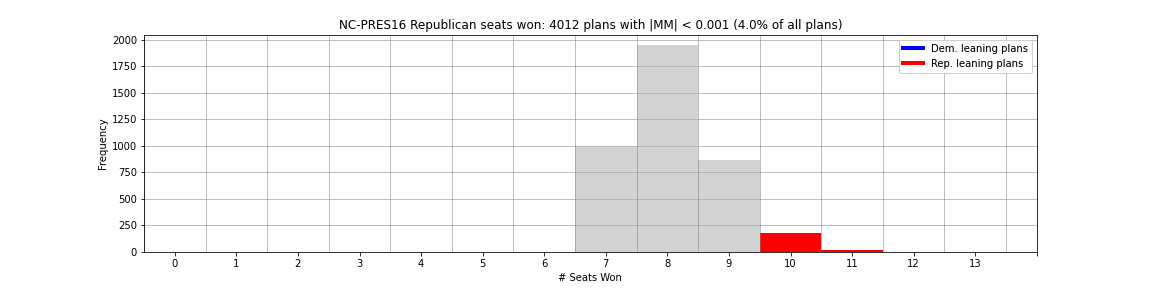 NC-PRES16 Republican seats won: 4012 plans with |MM| < 0.001 (4.0% of all plans)
2000
1750
1500
1250
1000
750
500
250
0
Frequency
Dem. leaning plans
Rep. leaning plans
0 1 2 3 4 5 6 7 8 9 10 11 12 13
# Seats Won